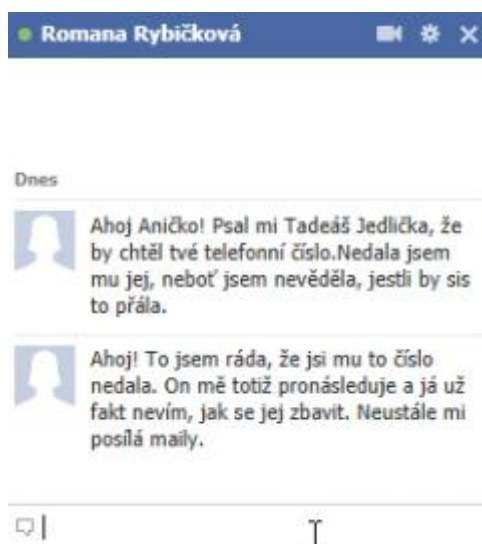 Romana Rybičková
Dnes
Ahoj Aničko! Psal mi Tadeáš Jedlička, že
by chtěl tvé telefonní číslo.Nedala jsem
mu jej, neboť jsem nevěděla, jestli by sis
to přála.
Ahoj! To jsem ráda, že jsi mu to číslo
nedala. On mě totiž pronásleduje a já už
fakt nevím, jak se jej zbavit. Neustále mi
posílá maily.